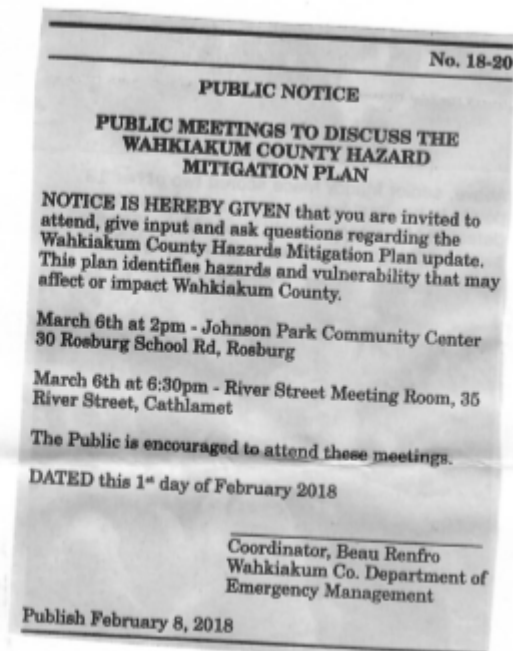 No. 18-20
PUBLIC NOTICE
PUBLIC MEETINGS TO DISCUSS THE
WAHKIAKUM COUNTY HAZARD
MITIGATION PLAN
NOTICE IS HEREBY GIVEN that you are invited to
attend, give input and ask questions regarding the
Wahkiakum County Hazards Mitigation Plan update.
This plan identifies hazards and vulnerability that may
affect or impact Wahkiakum County.
March 6th at 2pm - Johnson Park Community Center
30 Rosburg School Rd, Rosburg
March 6th at 6:30pm - River Street Meeting Room, 35
River Street, Cathlamet
The Public is encouraged to attend these meetings.
DATED this 1st day of February 2018
Coordinator, Beau Renfro
Wahkiakum Co. Department of
Emergency Management
Publish February 8, 2018